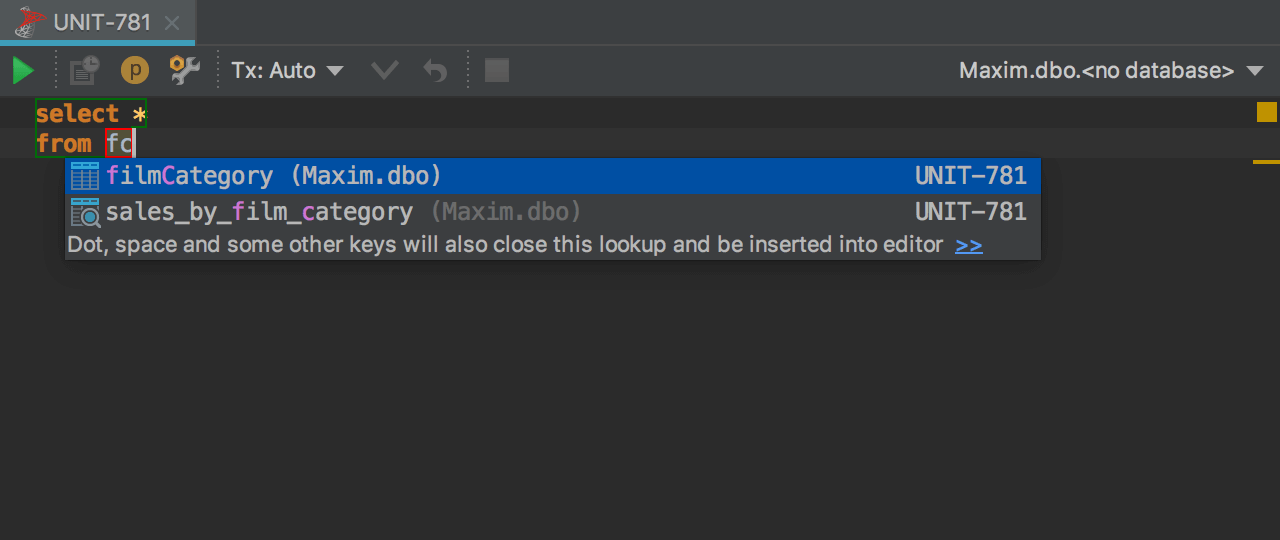 UNIT-781
p Tx: Auto Maxim.dbo.<no database>
select *
from fc
filmCategory (Maxim.dbo) UNIT-781
sales_by_film_category (Maxim.dbo) UNIT-781
Dot, space and some other keys will also close this lookup and be inserted into editor >>